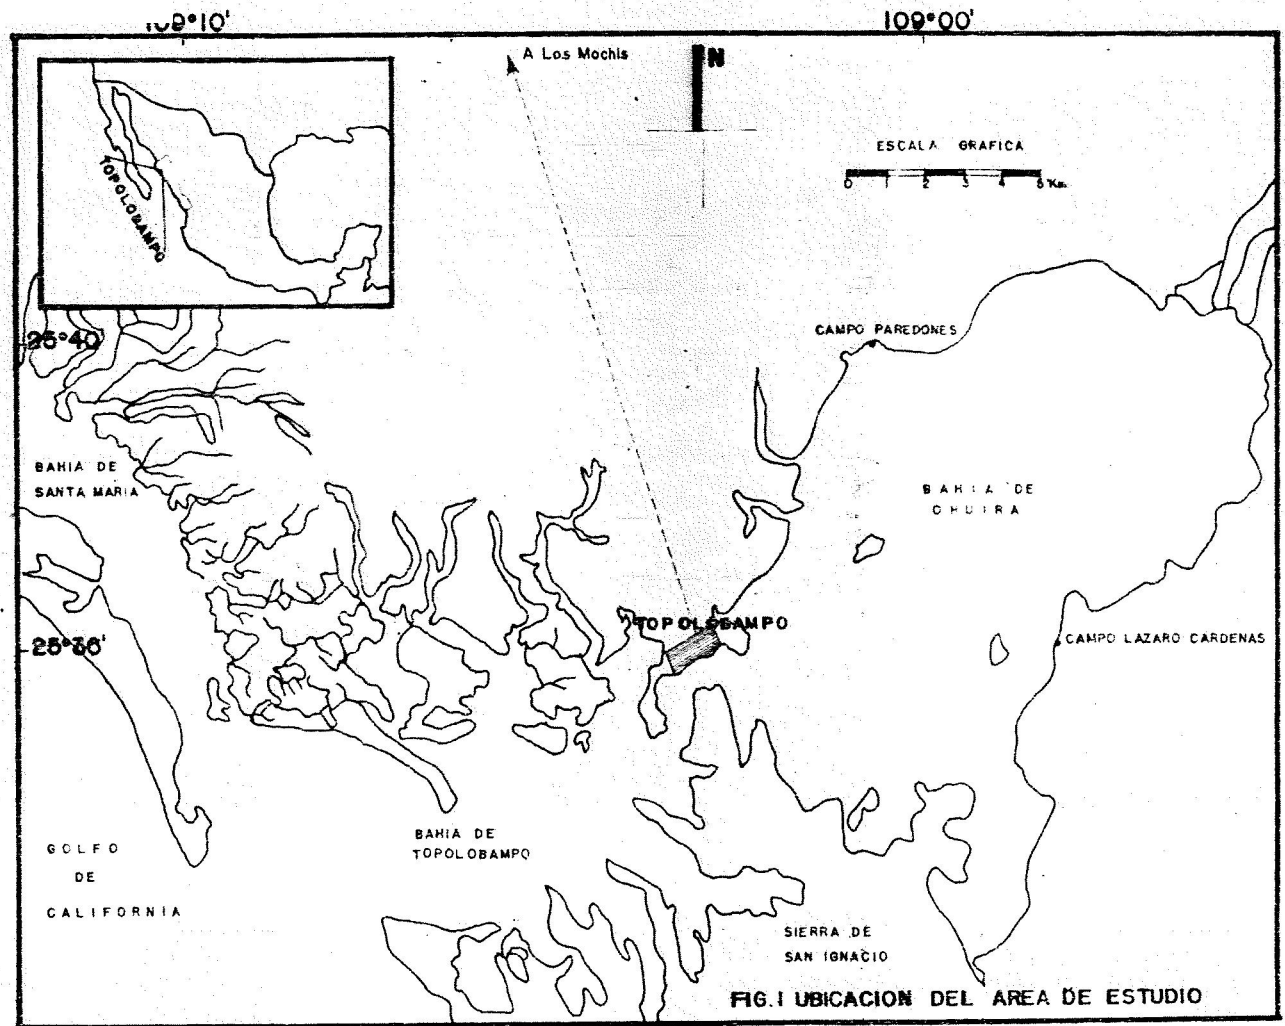 109°10'
109°00'
A Los Mochis
N
ESCALA GRAFICA
0 1 2 3 4 5 Km.
TOPOLOBAMPO
25°40'
CAMPO PAREDONES
BAHIA DE
SANTA MARIA
BAHIA DE
OHUIRA
TOPOLOBAMPO
25°36'
CAMPO LAZARO CARDENAS
BAHIA DE
TOPOLOBAMPO
GOLFO
DE
CALIFORNIA
SIERRA DE
SAN IGNACIO
FIG.1 UBICACION DEL AREA DE ESTUDIO